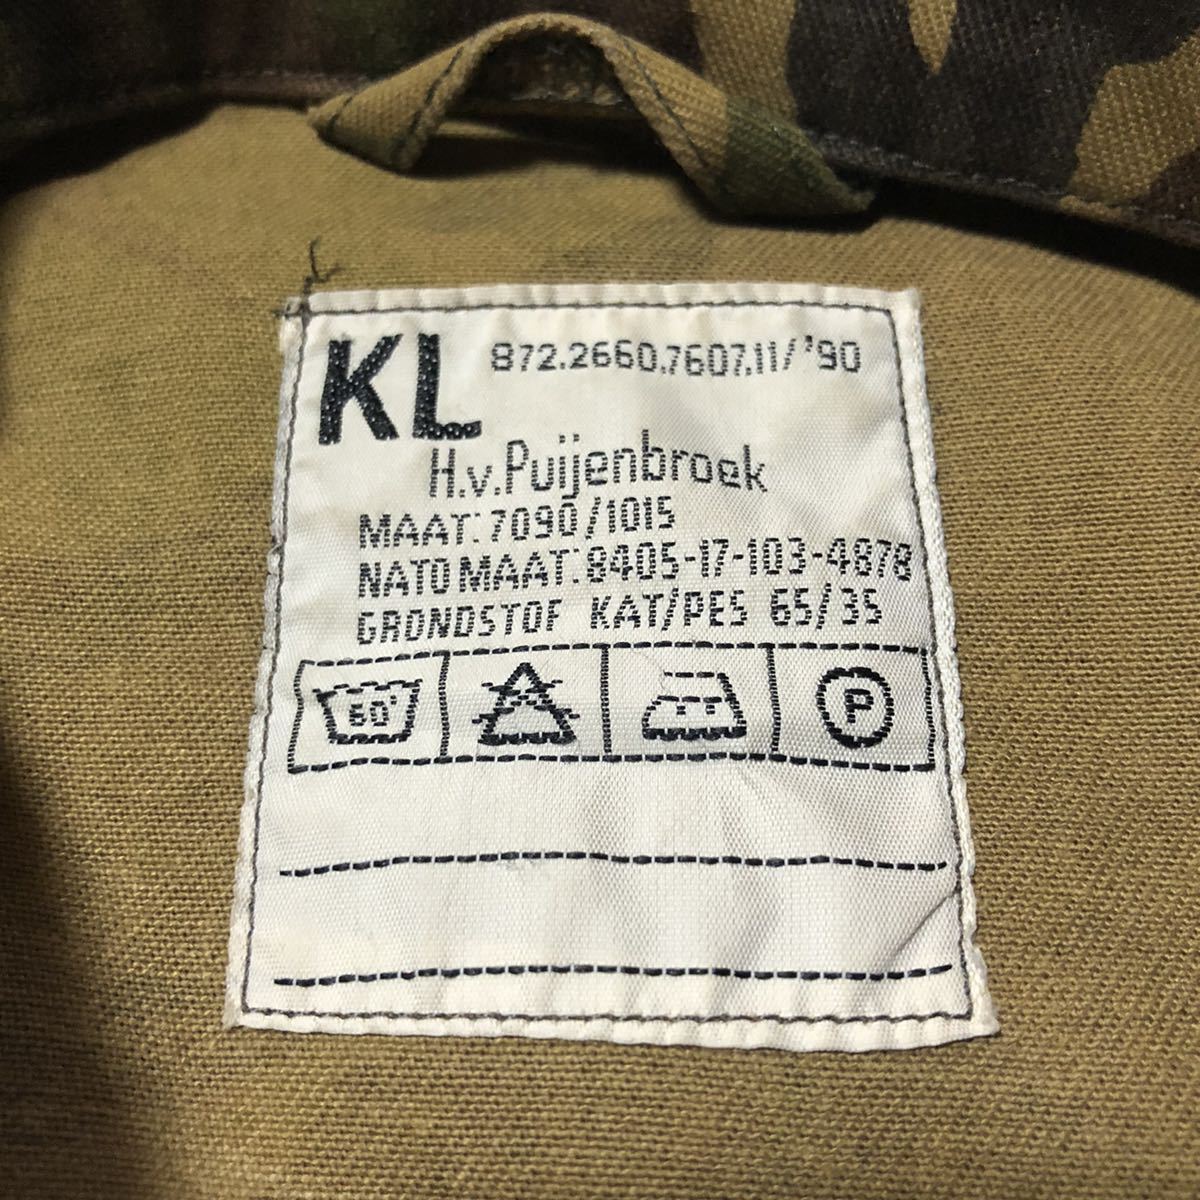 KL 872.2660.7607.11/'90
H.v.Puijenbroek
MAAT: 7090/1015
NATO MAAT: 8405-17-103-4878
GRONDSTOF KAT/PES 65/35
60°
P